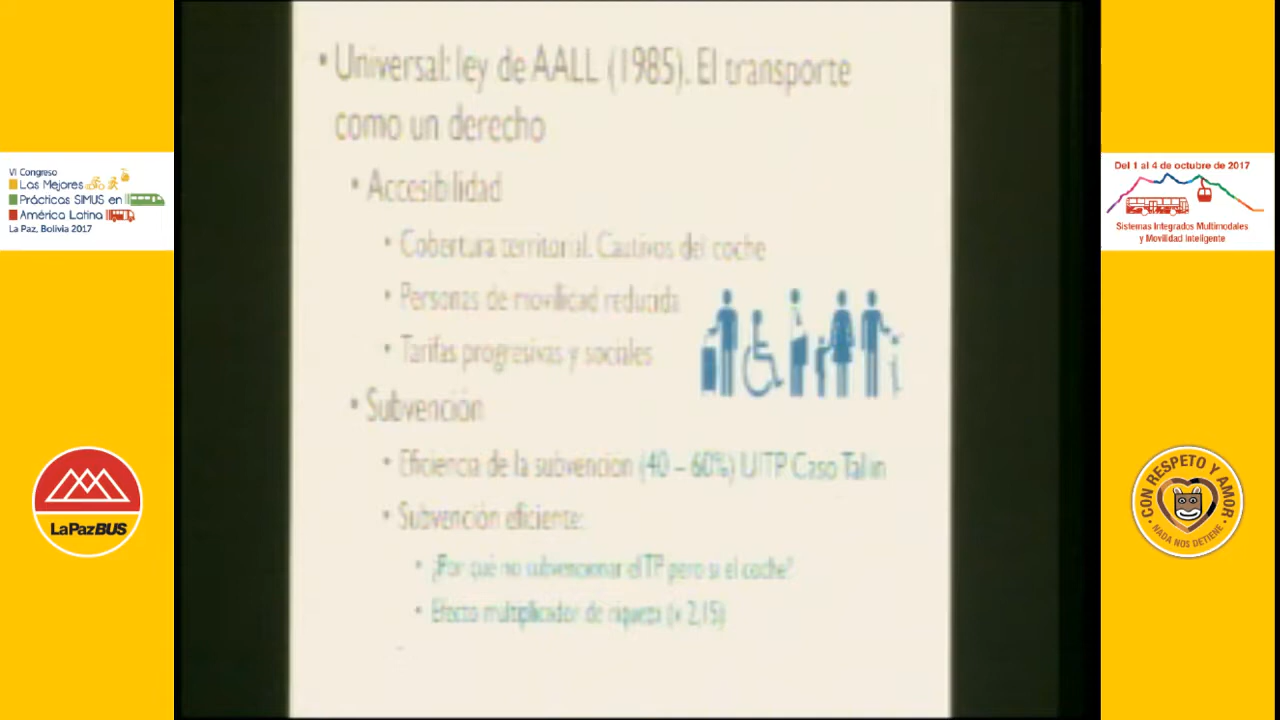 • Universal: ley de AALL (1985). El transporte
como un derecho
• Accesibilidad
• Cobertura territorial. Cautivos del coche
• Personas de movilidad reducida
• Tarifas progresivas y sociales
• Subvención
• Eficiencia de la subvención (40 – 60%) UITP Caso Tallin
• Subvención eficiente:
• ¿Por qué no subvencionar el TP pero si el coche?
• Efecto multiplicador de riqueza (x 2,15)
VI Congreso
Las Mejores
Prácticas SIMUS en
América Latina
La Paz, Bolivia 2017
LaPazBUS
Del 1 al 4 de octubre de 2017
Sistemas Integrados Multimodales
y Movilidad Inteligente
CON RESPETO Y AMOR
• NADA NOS DETIENE •